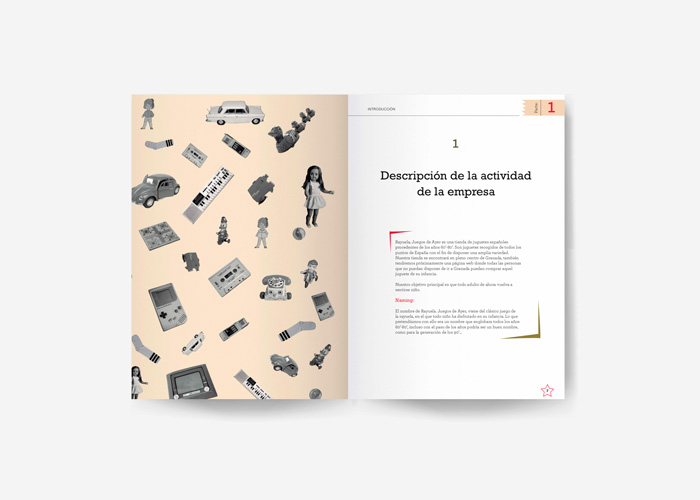 INTRODUCCIÓN
Parte
1
1
Descripción de la actividad
de la empresa
Rayuela, Juegos de Ayer es una tienda de juguetes españoles
procedentes de los años 60'-80'. Son juguetes recogidos de todos los
puntos de España con el fin de disponer una amplia variedad.
Nuestra tienda se encontrará en pleno centro de Granada, también
tendremos próximamente una página web donde todas las personas
que no puedan disponer de ir a Granada puedan comprar aquel
juguete de su infancia.
Nuestro objetivo principal es que todo adulto de ahora vuelva a
sentirse niño.
Naming:
El nombre de Rayuela, Juegos de Ayer, viene del clásico juego de
la rayuela, en el que todo niño ha disfrutado en su infancia. Lo que
pretendíamos con ello era un nombre que englobara todos los años
60'-80', incluso con el paso de los años podría ser un buen nombre,
como para la generación de los 90'...